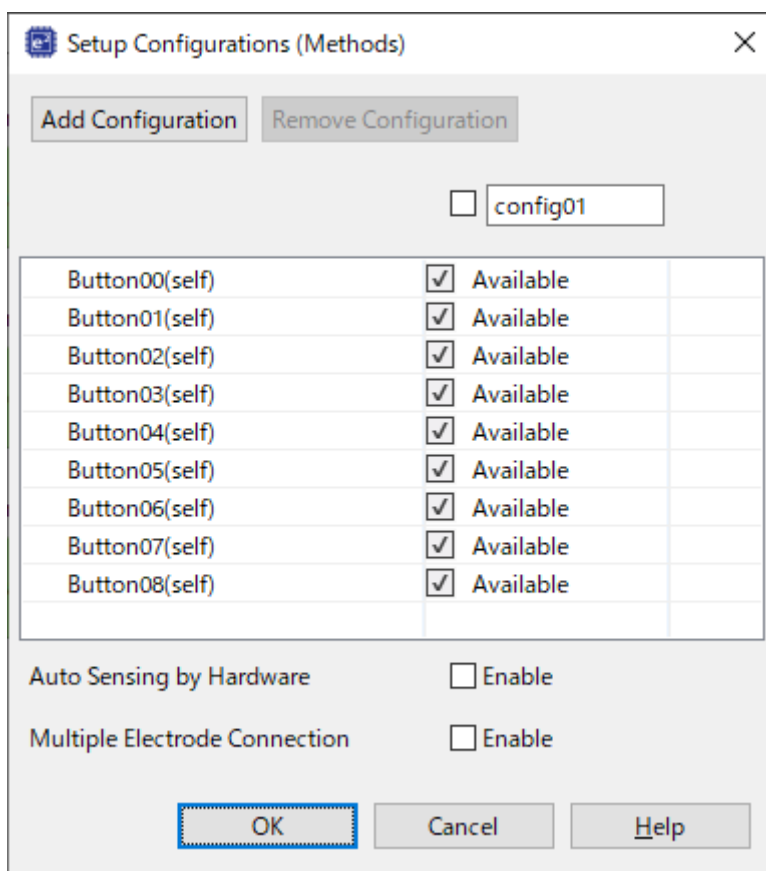 e²
Setup Configurations (Methods)
Add Configuration Remove Configuration
config01
Button00(self) Available
Button01(self) Available
Button02(self) Available
Button03(self) Available
Button04(self) Available
Button05(self) Available
Button06(self) Available
Button07(self) Available
Button08(self) Available
Auto Sensing by Hardware Enable
Multiple Electrode Connection Enable
OK Cancel Help